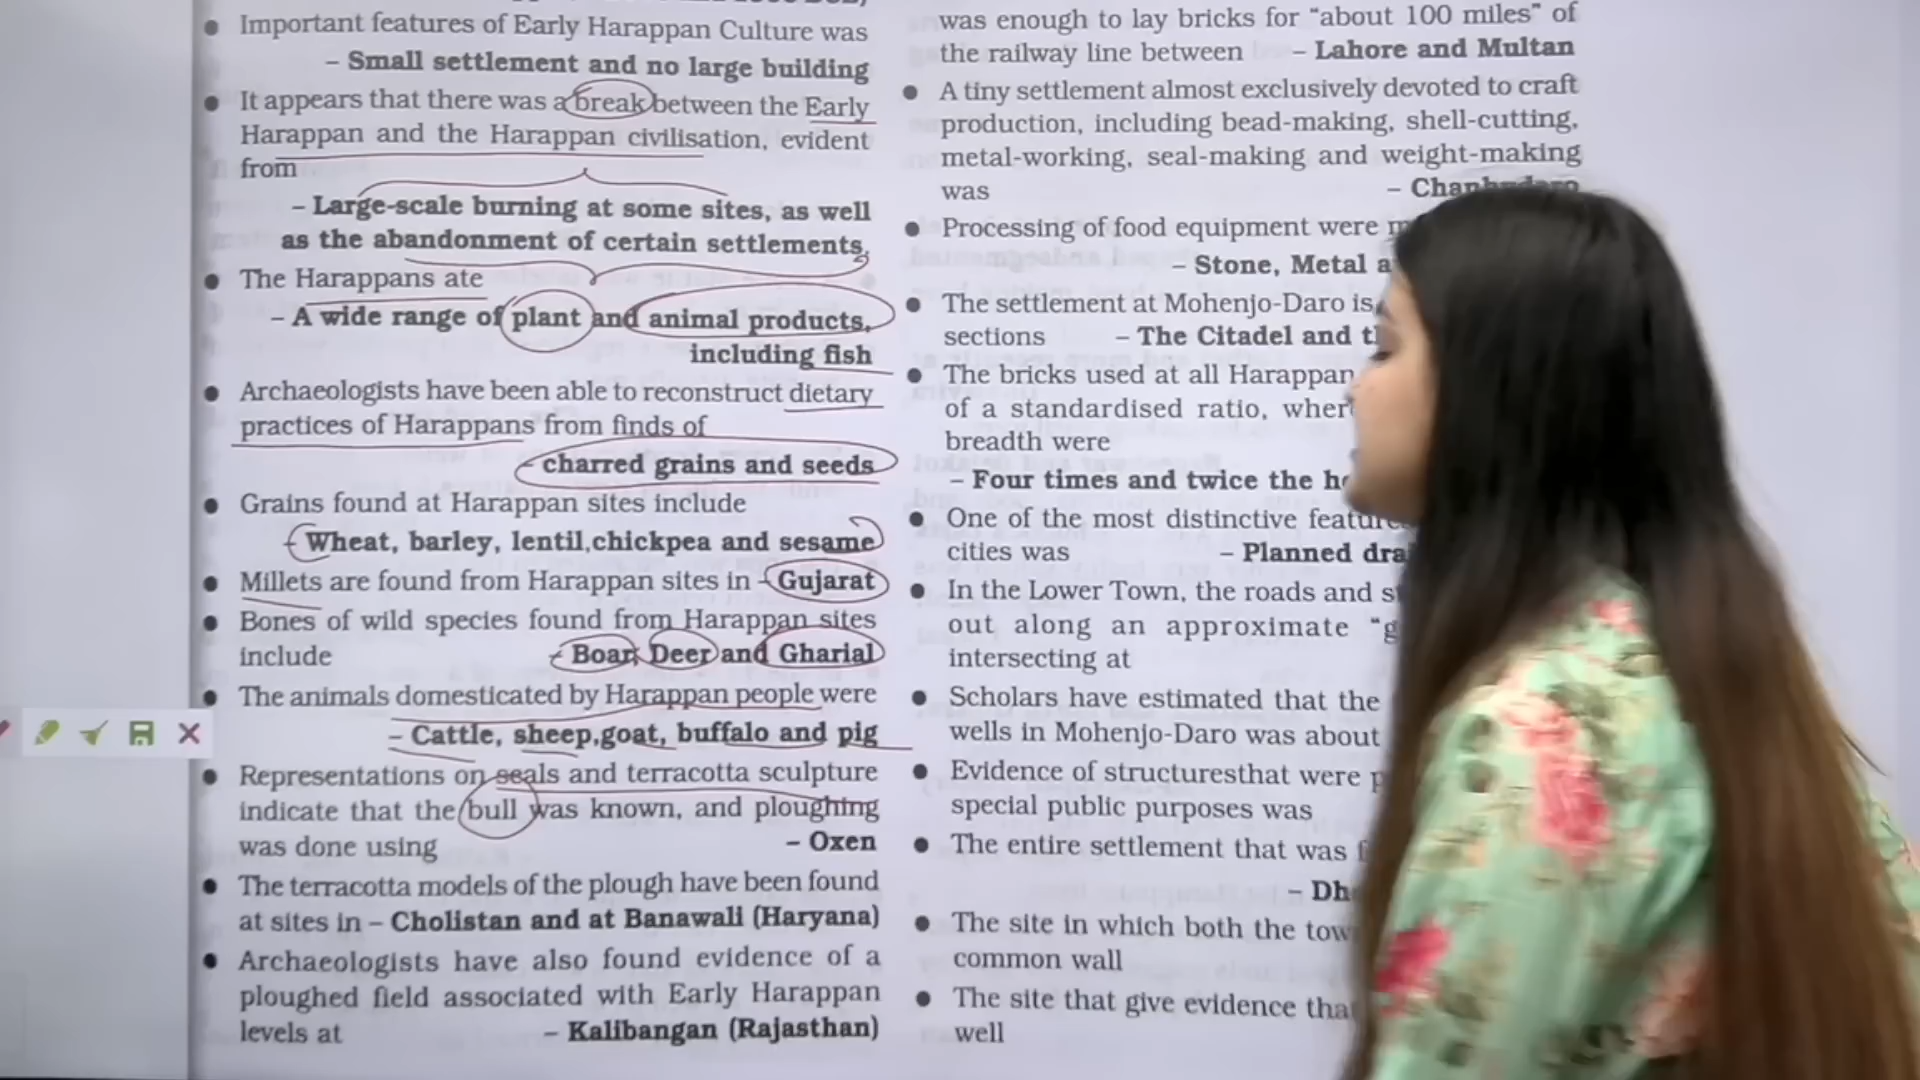 Important features of Early Harappan Culture was
– Small settlement and no large building
It appears that there was a break between the Early
Harappan and the Harappan civilisation, evident
from
– Large-scale burning at some sites, as well
as the abandonment of certain settlements,
The Harappans ate
– A wide range of plant and animal products,
including fish
Archaeologists have been able to reconstruct dietary
practices of Harappans from finds of
– charred grains and seeds
Grains found at Harappan sites include
– Wheat, barley, lentil,chickpea and sesame
Millets are found from Harappan sites in – Gujarat
Bones of wild species found from Harappan sites
include – Boar, Deer and Gharial
The animals domesticated by Harappan people were
– Cattle, sheep,goat, buffalo and pig
Representations on seals and terracotta sculpture
indicate that the bull was known, and ploughing
was done using – Oxen
The terracotta models of the plough have been found
at sites in – Cholistan and at Banawali (Haryana)
Archaeologists have also found evidence of a
ploughed field associated with Early Harappan
levels at – Kalibangan (Rajasthan)
was enough to lay bricks for “about 100 miles” of
the railway line between – Lahore and Multan
A tiny settlement almost exclusively devoted to craft
production, including bead-making, shell-cutting,
metal-working, seal-making and weight-making
was – Chanhudaro
Processing of food equipment were
– Stone, Metal
The settlement at Mohenjo-Daro is
sections – The Citadel and
The bricks used at all Harappan
of a standardised ratio,
breadth were
– Four times and twice the
One of the most distinctive
cities was – Planned
In the Lower Town, the roads and
out along an approximate
intersecting at
Scholars have estimated that the
wells in Mohenjo-Daro was about
Evidence of structuresthat were
special public purposes was
The entire settlement that was
The site in which both the
common wall
The site that give evidence
well